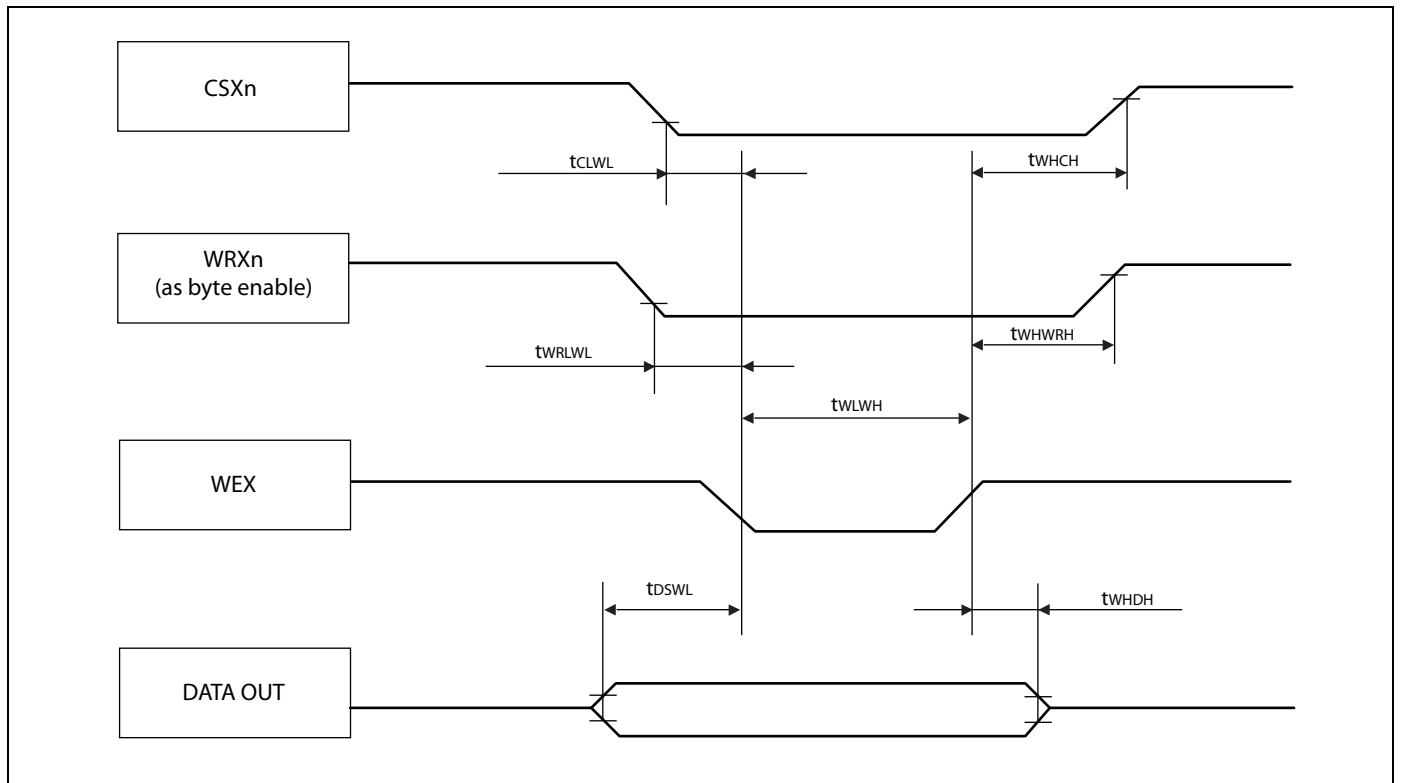 CSXn
tCLWL
tWHCH
WRXn
(as byte enable)
tWHWRH
tWRLWL
tWLWH
WEX
tDSWL
tWHDH
DATA OUT